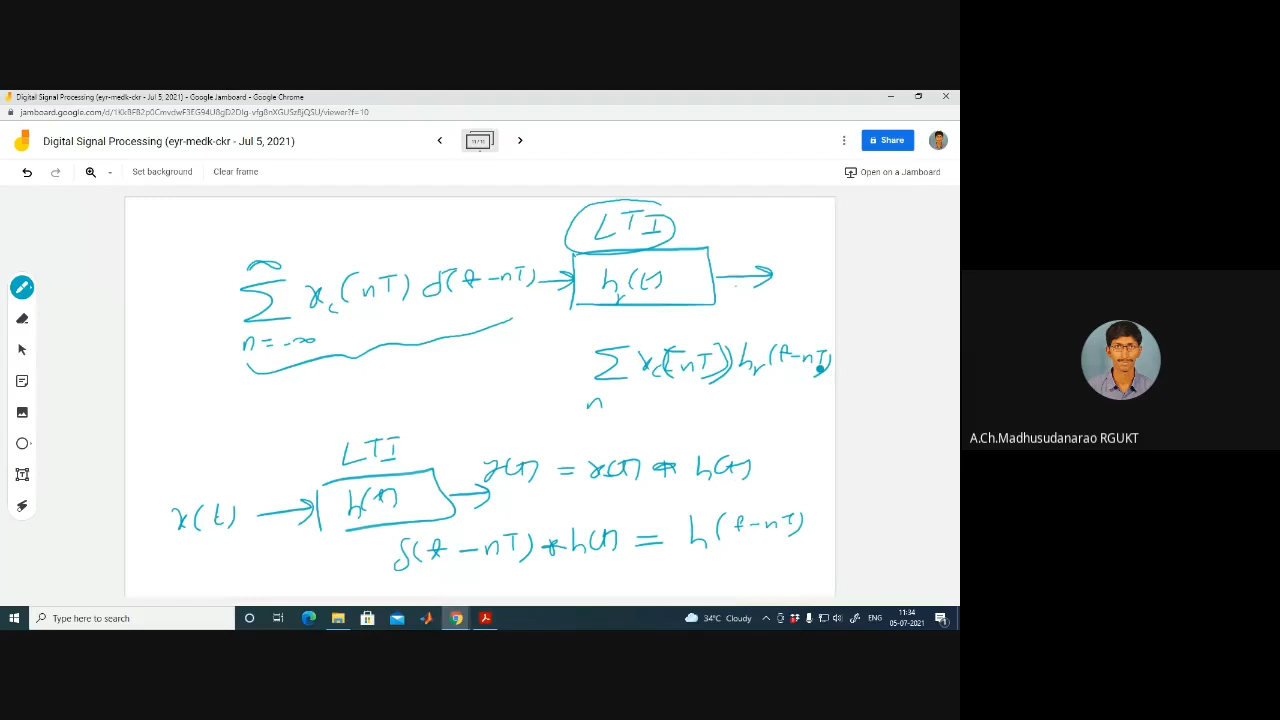 Digital Signal Processing (eyr-medk-ckr - Jul 5, 2021) - Google Jamboard - Google Chrome
Digital Signal Processing (eyr-medk-ckr - Jul 5, 2021)
11/11
Share
Set background
Clear frame
Open on a Jamboard
LTI
∞
∑ x_c(nT) δ(t-nT) → h_r(t) →
n=-∞
∑ x_c(nT) h_r(t-nT)
n
LTI
x(t) → h(t) → y(t) = x(t) * h(t)
δ(t-nT) * h(t) = h(t-nT)
A.Ch.Madhusudanarao RGUKT
Type here to search
34°C Cloudy
ENG
11:34
05-07-2021